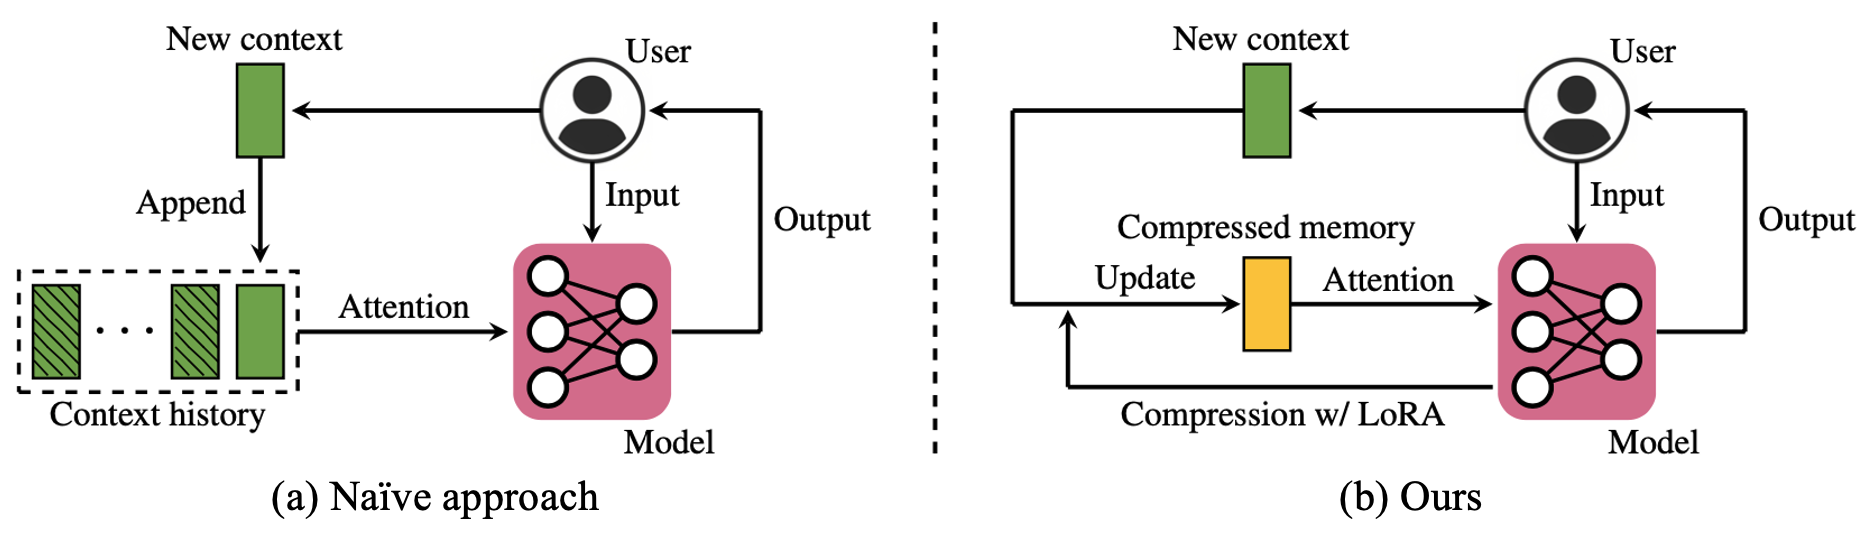 New context
User
Append
Input
Output
Attention
Context history
Model
(a) Naïve approach
New context
User
Input
Compressed memory
Output
Update
Attention
Compression w/ LoRA
Model
(b) Ours